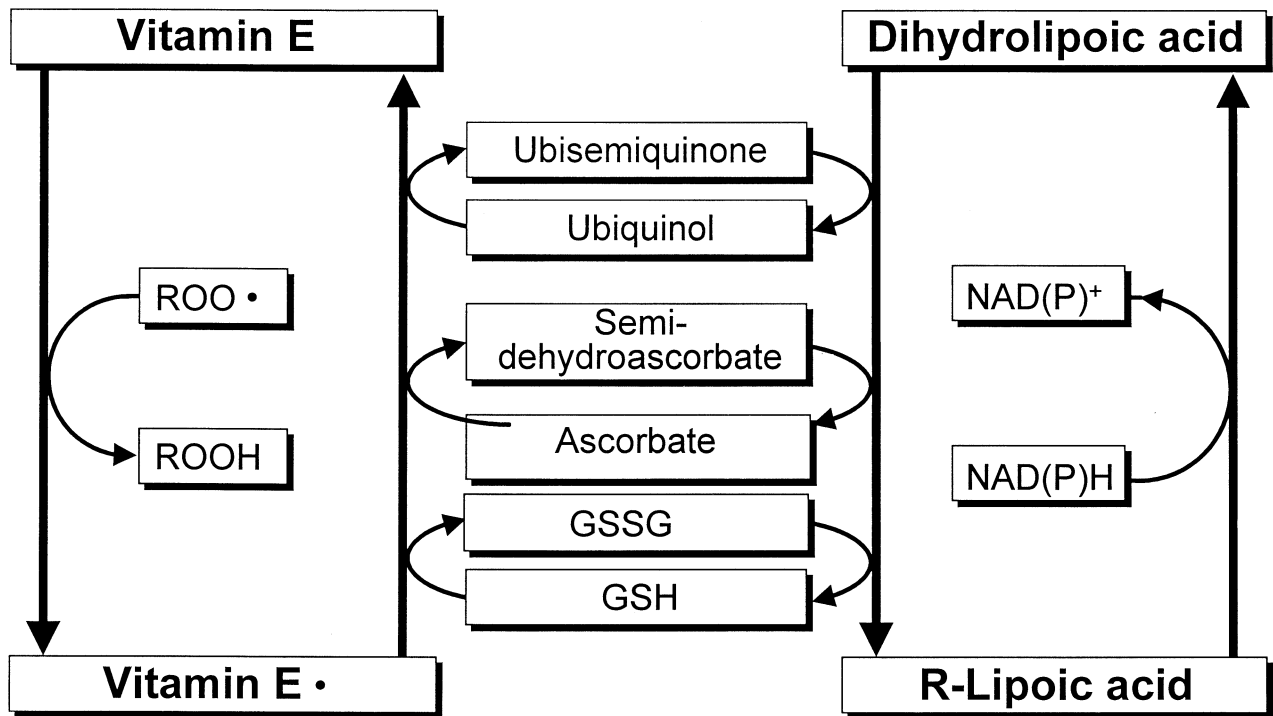 Vitamin E
Dihydrolipoic acid
Ubisemiquinone
Ubiquinol
ROO •
NAD(P)⁺
Semi-
dehydroascorbate
Ascorbate
ROOH
NAD(P)H
GSSG
GSH
Vitamin E •
R-Lipoic acid